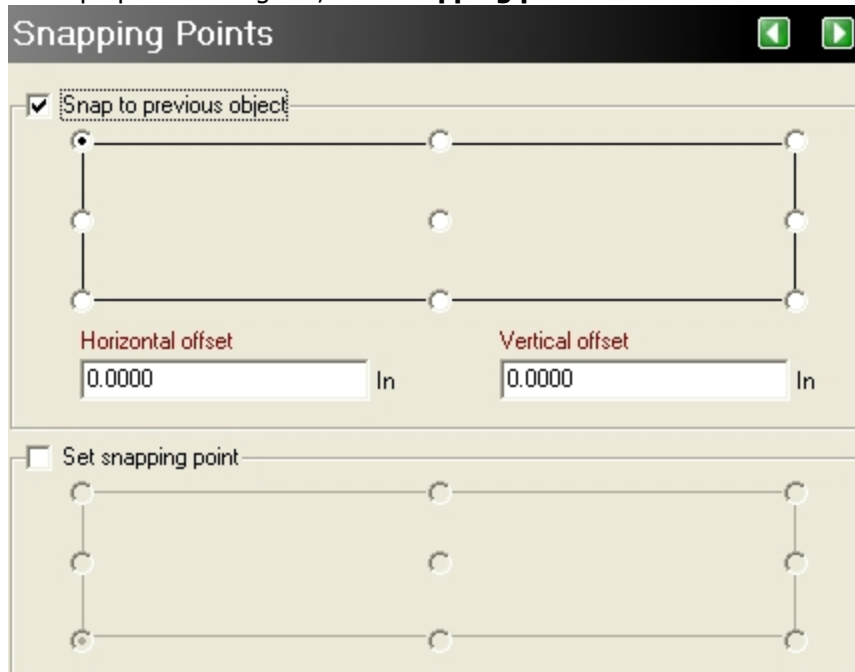 Snapping Points
Snap to previous object
Horizontal offset Vertical offset
0.0000 In 0.0000 In
Set snapping point